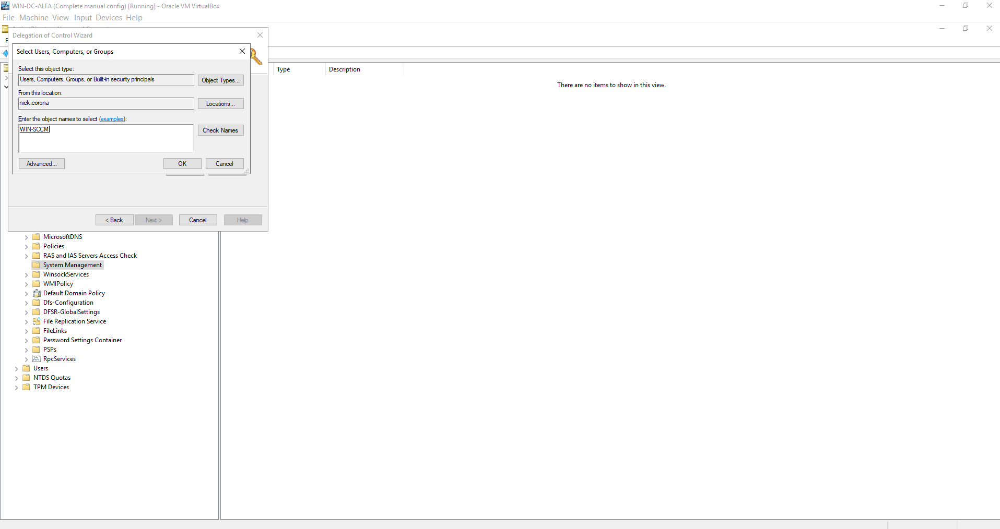 WIN-DC-ALFA (Complete manual config) [Running] - Oracle VM VirtualBox
File Machine View Input Devices Help
Delegation of Control Wizard
Select Users, Computers, or Groups
Select this object type:
Users, Computers, Groups, or Built-in security principals
Object Types...
From this location:
nick.corona
Locations...
Enter the object names to select (examples):
WIN-SCCM
Check Names
Advanced...
OK
Cancel
< Back
Next >
Cancel
Help
Type
Description
There are no items to show in this view.
MicrosoftDNS
Policies
RAS and IAS Servers Access Check
System Management
WinsockServices
WMIPolicy
Default Domain Policy
Dfs-Configuration
DFSR-GlobalSettings
File Replication Service
FileLinks
Password Settings Container
PSPs
RpcServices
Users
NTDS Quotas
TPM Devices